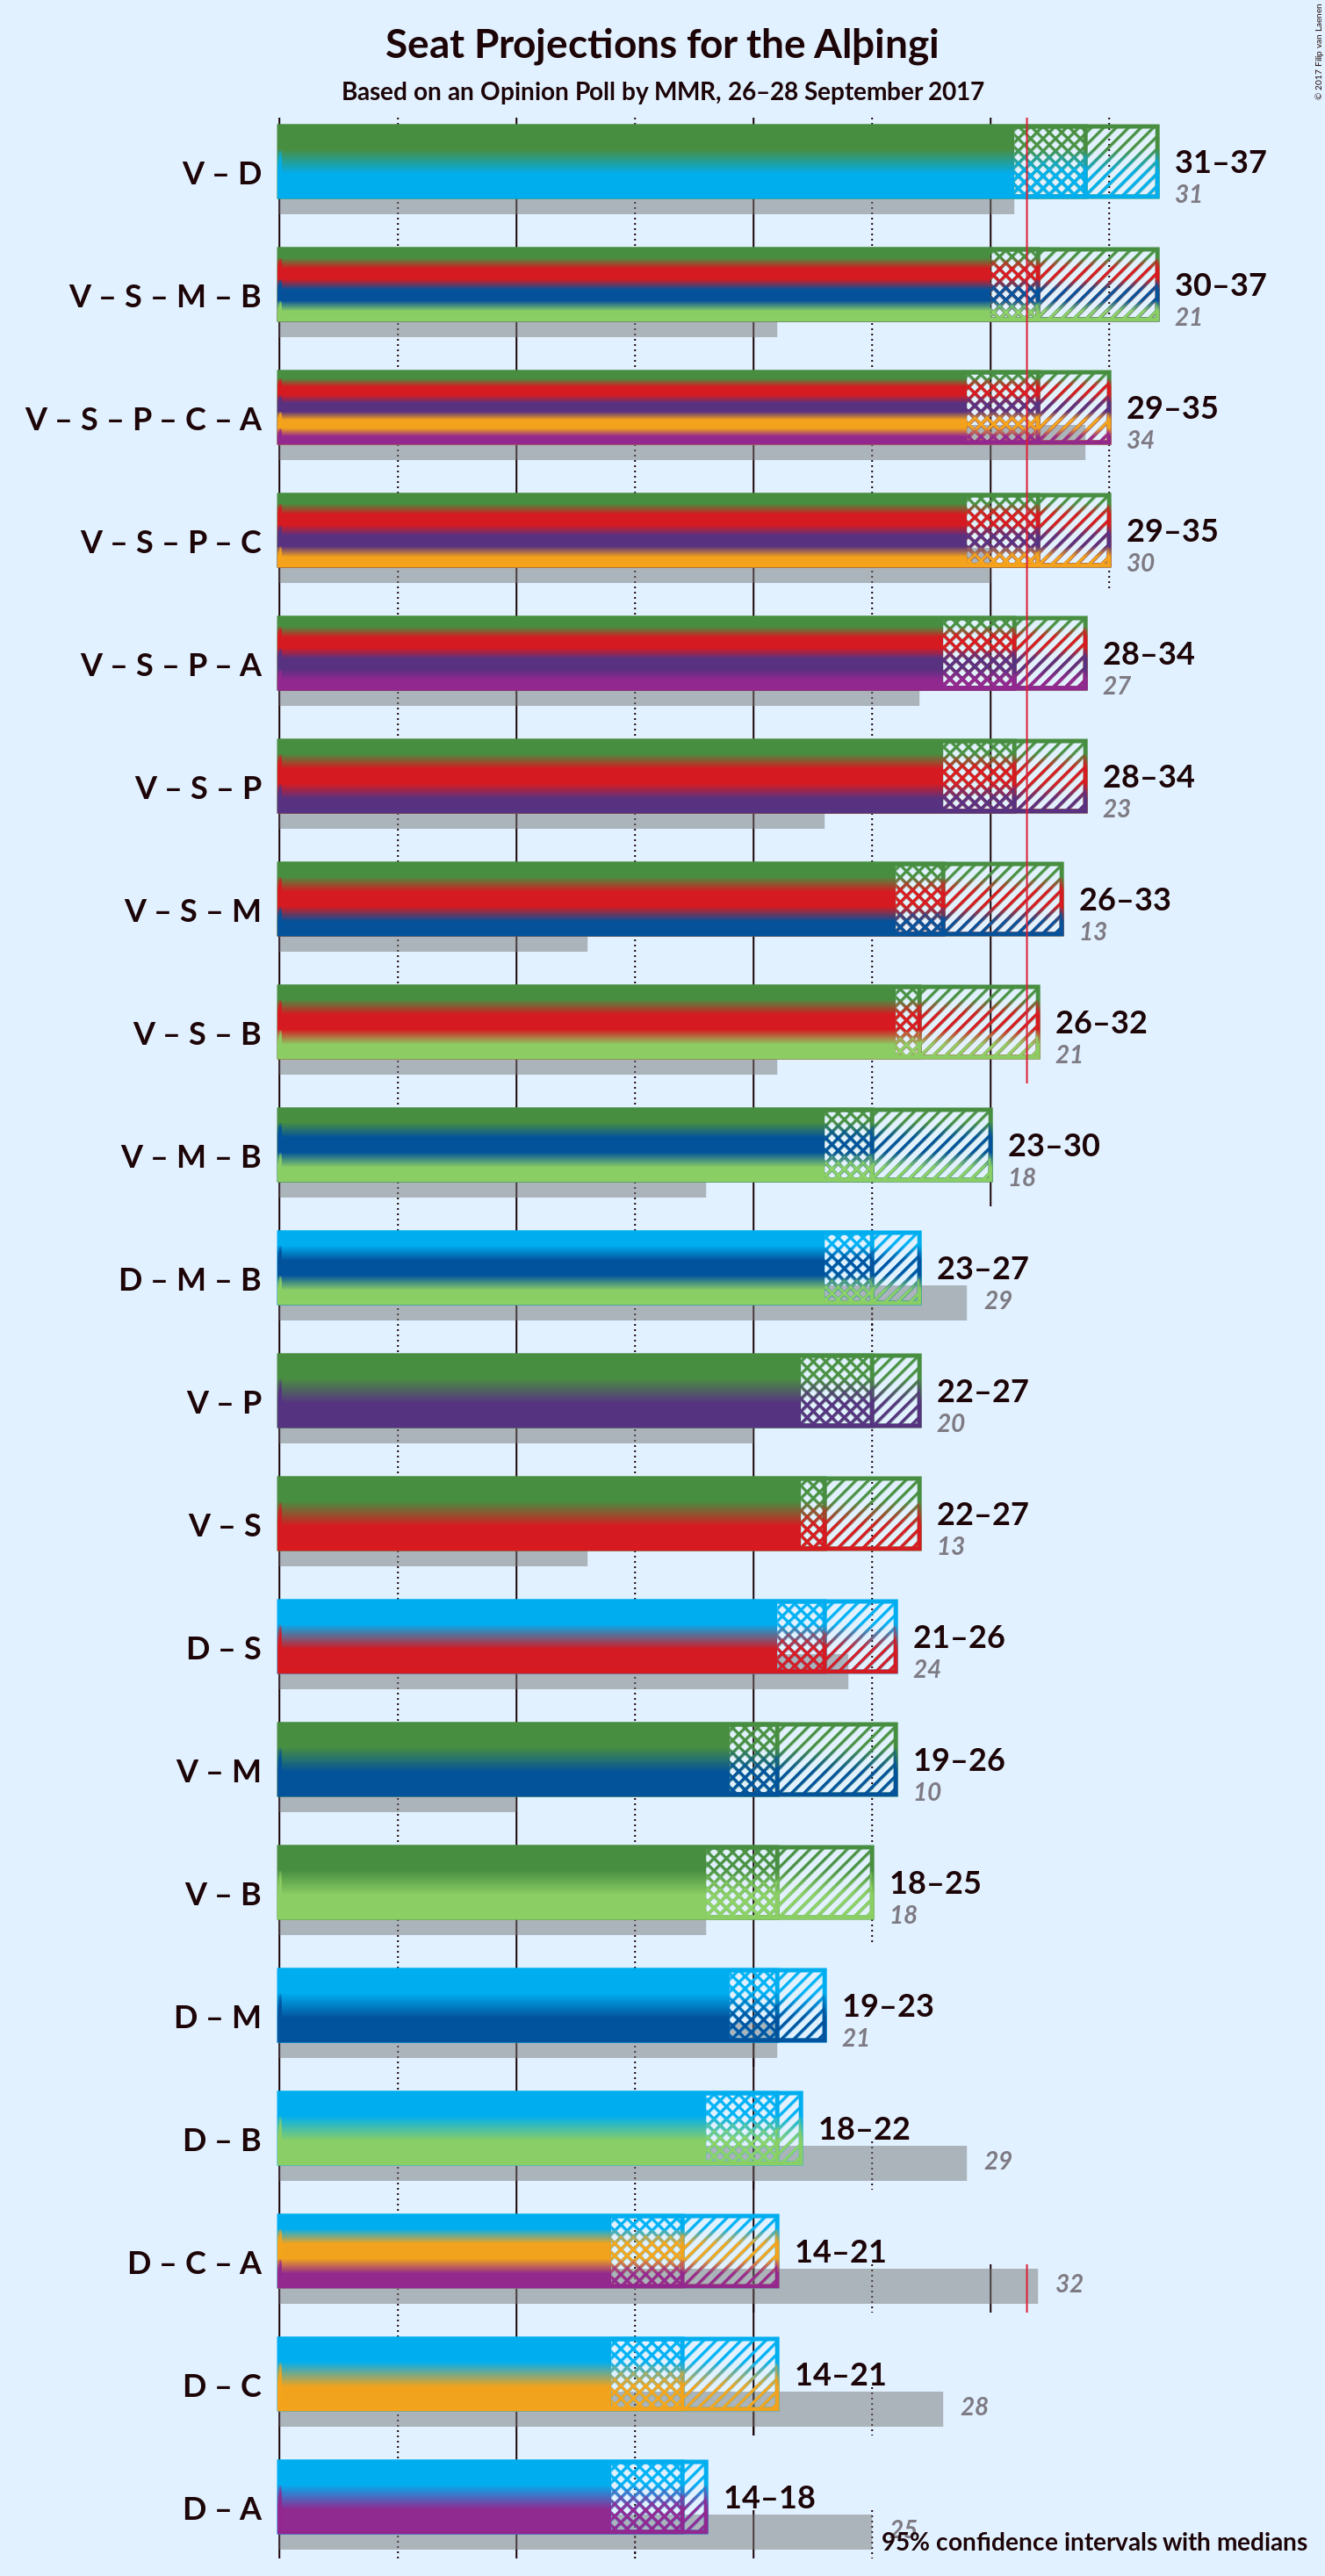 © 2017 Filip van Laenen
Seat Projections for the Alþingi
Based on an Opinion Poll by MMR, 26–28 September 2017
V – D
31–37
31
V – S – M – B
30–37
21
V – S – P – C – A
29–35
34
V – S – P – C
29–35
30
V – S – P – A
28–34
27
V – S – P
28–34
23
V – S – M
26–33
13
V – S – B
26–32
21
V – M – B
23–30
18
D – M – B
23–27
29
V – P
22–27
20
V – S
22–27
13
D – S
21–26
24
V – M
19–26
10
V – B
18–25
18
D – M
19–23
21
D – B
18–22
29
D – C – A
14–21
32
D – C
14–21
28
D – A
14–18
25
95% confidence intervals with medians